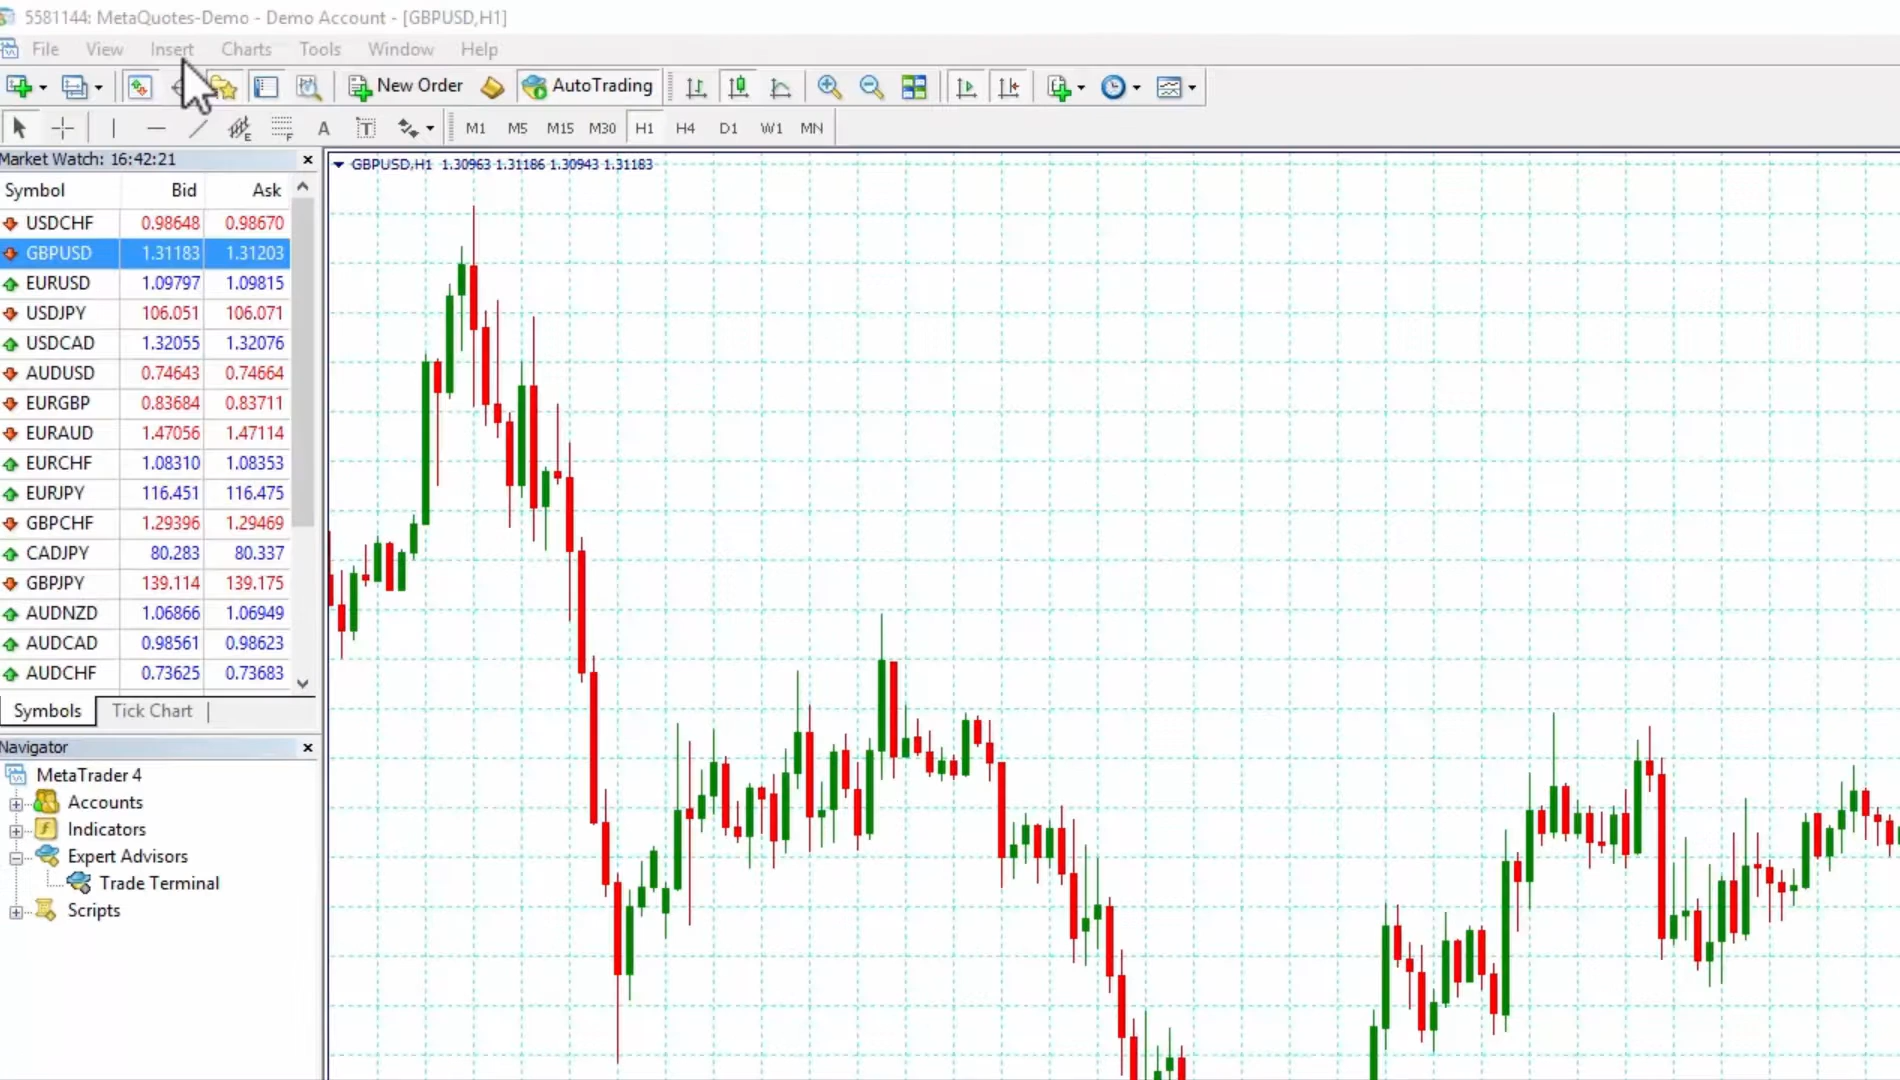 5581144: MetaQuotes-Demo - Demo Account - [GBPUSD,H1]
File View Insert Charts Tools Window Help
New Order AutoTrading
A T M1 M5 M15 M30 H1 H4 D1 W1 MN
Market Watch: 16:42:21
GBPUSD,H1 1.30963 1.31186 1.30943 1.31183
Symbol Bid Ask
USDCHF 0.98648 0.98670
GBPUSD 1.31183 1.31203
EURUSD 1.09797 1.09815
USDJPY 106.051 106.071
USDCAD 1.32055 1.32076
AUDUSD 0.74643 0.74664
EURGBP 0.83684 0.83711
EURAUD 1.47056 1.47114
EURCHF 1.08310 1.08353
EURJPY 116.451 116.475
GBPCHF 1.29396 1.29469
CADJPY 80.283 80.337
GBPJPY 139.114 139.175
AUDNZD 1.06866 1.06949
AUDCAD 0.98561 0.98623
AUDCHF 0.73625 0.73683
Symbols Tick Chart
Navigator
MetaTrader 4
Accounts
Indicators
Expert Advisors
Trade Terminal
Scripts